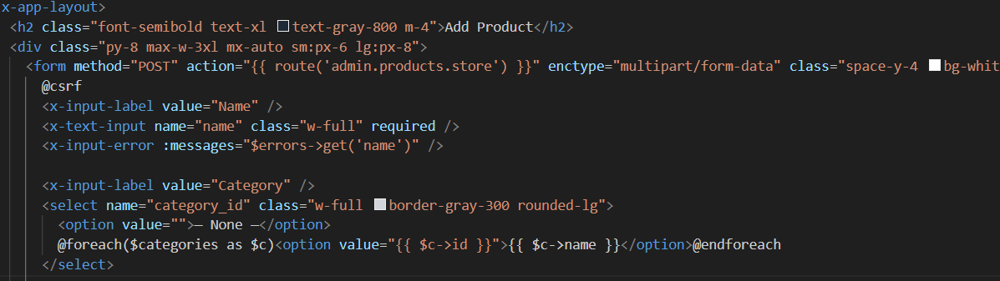 x-app-layout>
<h2 class="font-semibold text-xl text-gray-800 m-4">Add Product</h2>
<div class="py-8 max-w-3xl mx-auto sm:px-6 lg:px-8">
<form method="POST" action="{{ route('admin.products.store') }}" enctype="multipart/form-data" class="space-y-4 bg-whit
@csrf
<x-input-label value="Name" />
<x-text-input name="name" class="w-full" required />
<x-input-error :messages="$errors->get('name')" />
<x-input-label value="Category" />
<select name="category_id" class="w-full border-gray-300 rounded-lg">
<option value="">— None —</option>
@foreach($categories as $c)<option value="{{ $c->id }}">{{ $c->name }}</option>@endforeach
</select>